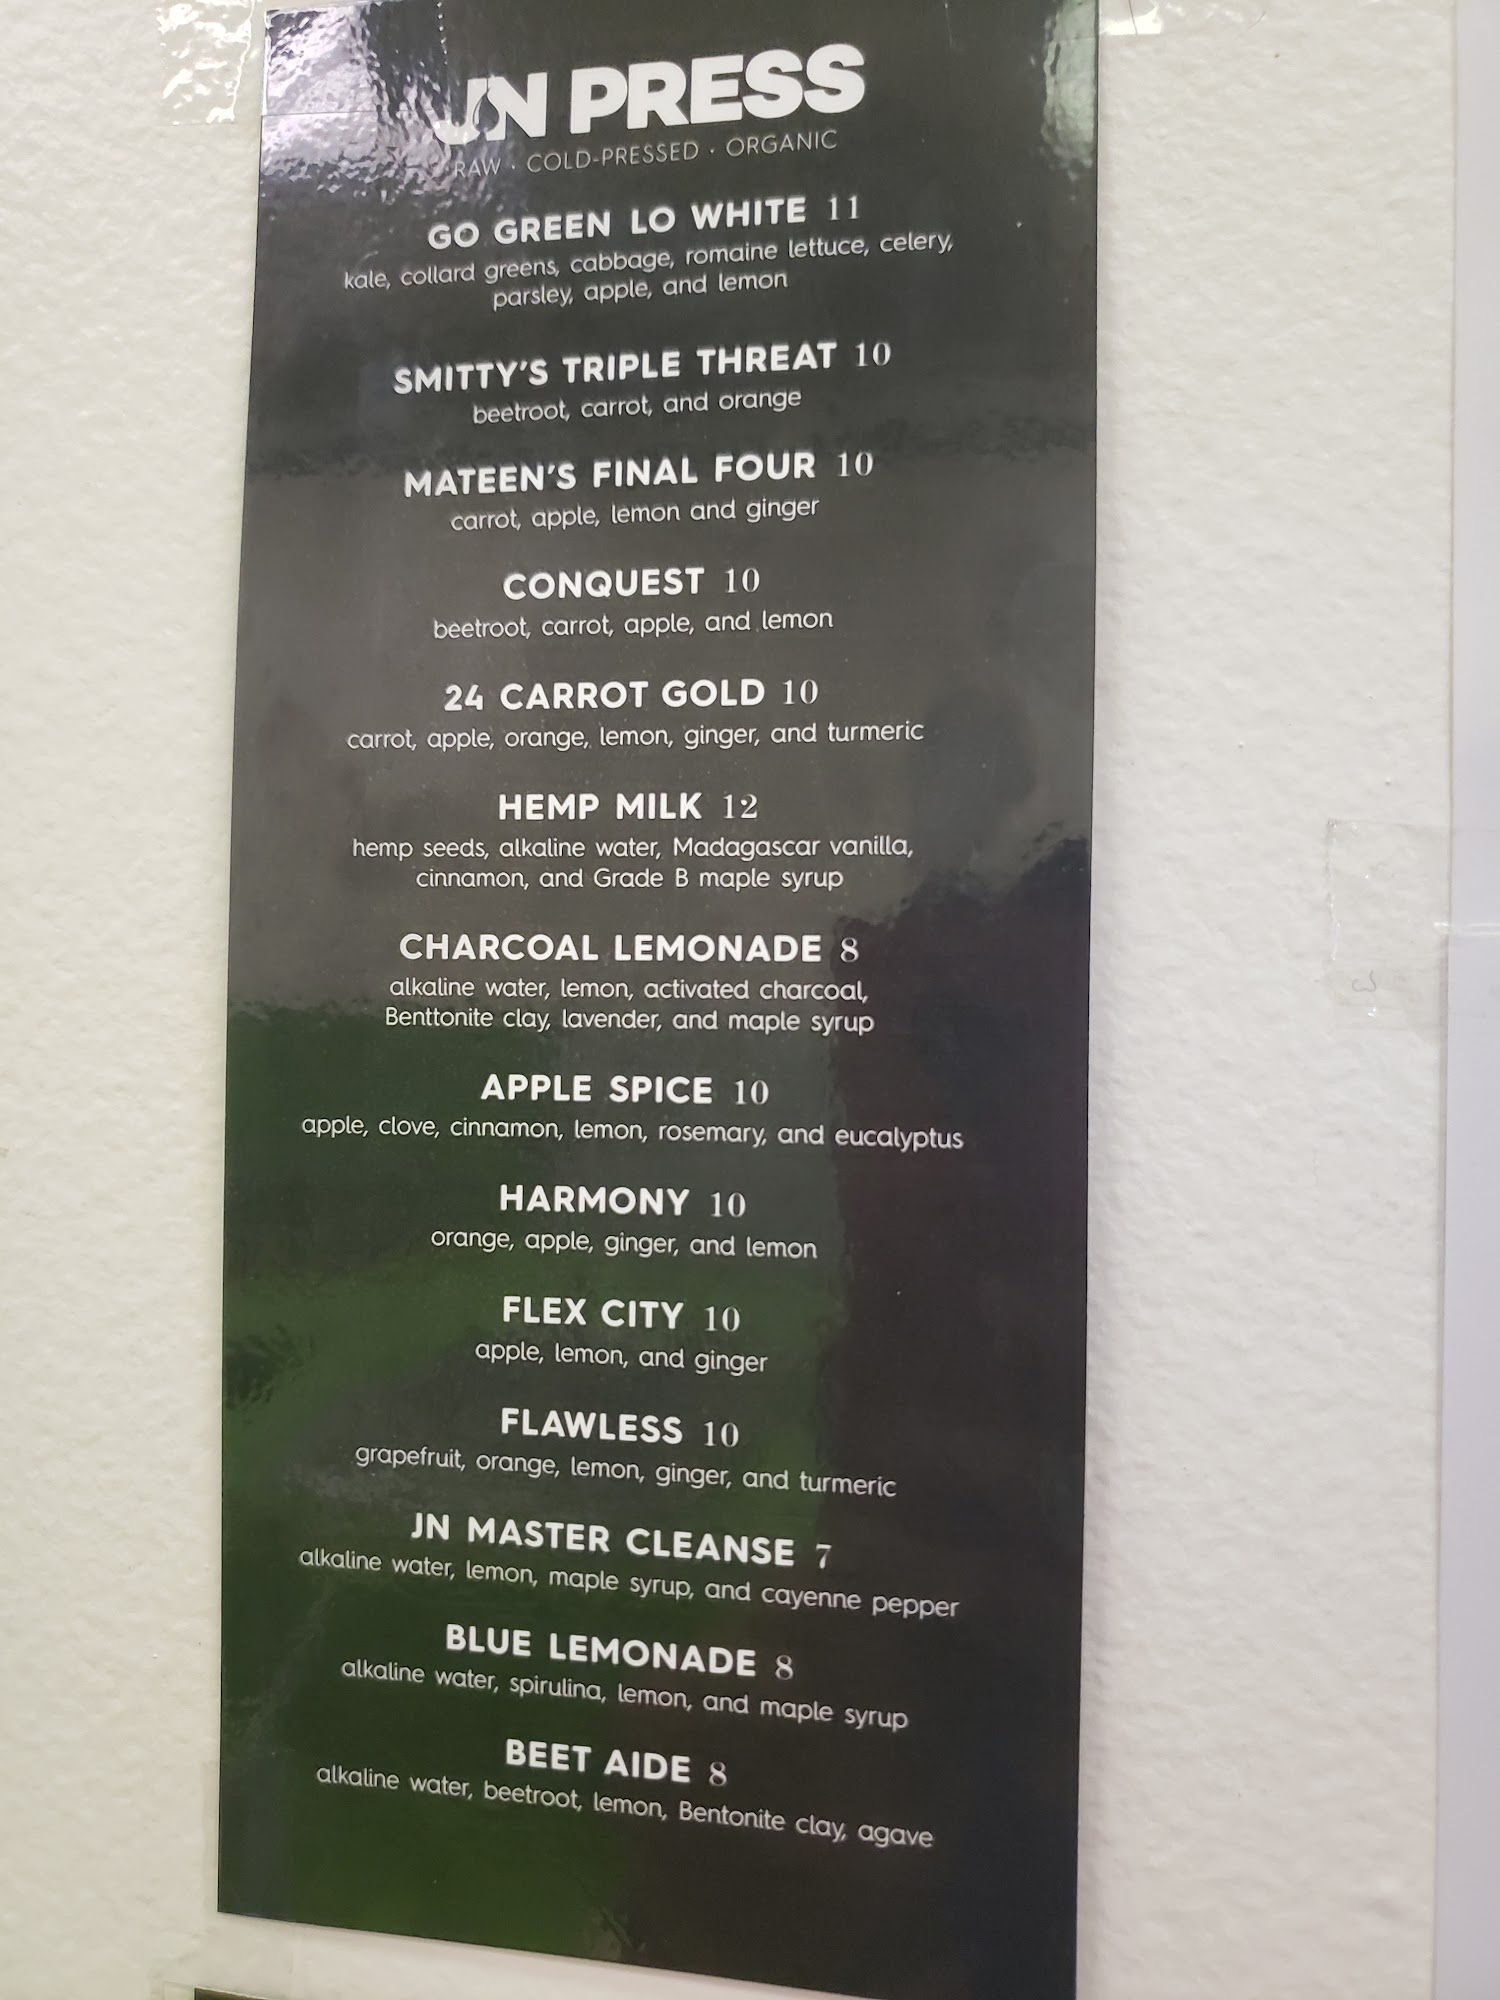 JN PRESS
RAW · COLD-PRESSED · ORGANIC
GO GREEN LO WHITE 11
kale, collard greens, cabbage, romaine lettuce, celery,
parsley, apple, and lemon
SMITTY'S TRIPLE THREAT 10
beetroot, carrot, and orange
MATEEN'S FINAL FOUR 10
carrot, apple, lemon and ginger
CONQUEST 10
beetroot, carrot, apple, and lemon
24 CARROT GOLD 10
carrot, apple, orange, lemon, ginger, and turmeric
HEMP MILK 12
hemp seeds, alkaline water, Madagascar vanilla,
cinnamon, and Grade B maple syrup
CHARCOAL LEMONADE 8
alkaline water, lemon, activated charcoal,
Benttonite clay, lavender, and maple syrup
APPLE SPICE 10
apple, clove, cinnamon, lemon, rosemary, and eucalyptus
HARMONY 10
orange, apple, ginger, and lemon
FLEX CITY 10
apple, lemon, and ginger
FLAWLESS 10
grapefruit, orange, lemon, ginger, and turmeric
JN MASTER CLEANSE 7
alkaline water, lemon, maple syrup, and cayenne pepper
BLUE LEMONADE 8
alkaline water, spirulina, lemon, and maple syrup
BEET AIDE 8
alkaline water, beetroot, lemon, Bentonite clay, agave